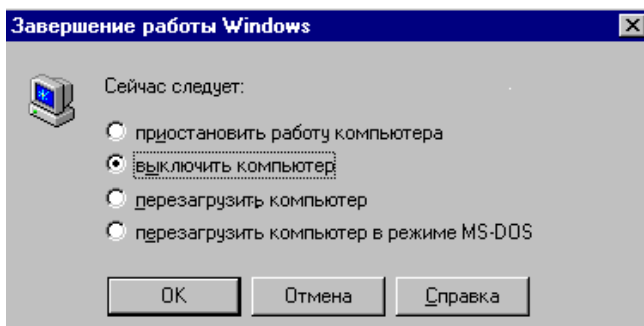 Завершение работы Windows
Сейчас следует:
приостановить работу компьютера
выключить компьютер
перезагрузить компьютер
перезагрузить компьютер в режиме MS-DOS
OK Отмена Справка